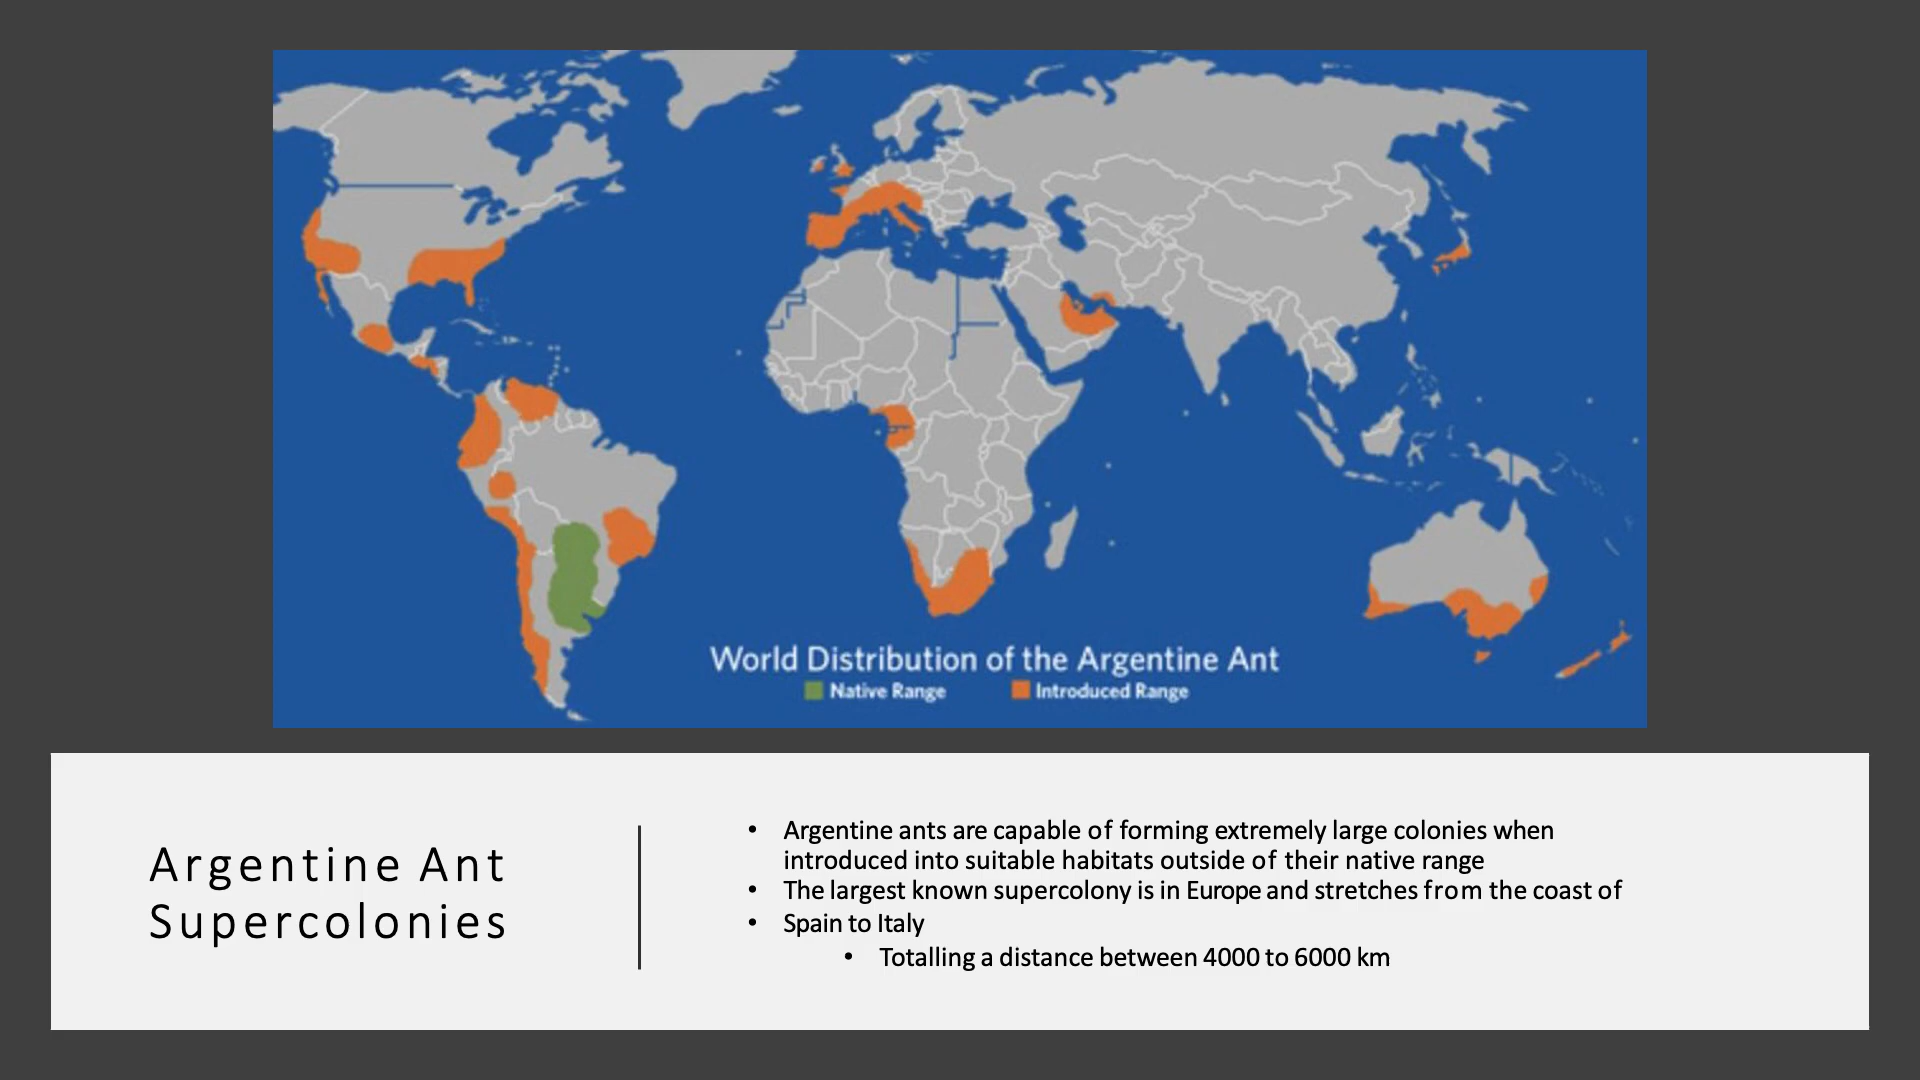 World Distribution of the Argentine Ant
Native Range Introduced Range
Argentine Ant
Supercolonies
• Argentine ants are capable of forming extremely large colonies when
introduced into suitable habitats outside of their native range
• The largest known supercolony is in Europe and stretches from the coast of
• Spain to Italy
• Totalling a distance between 4000 to 6000 km